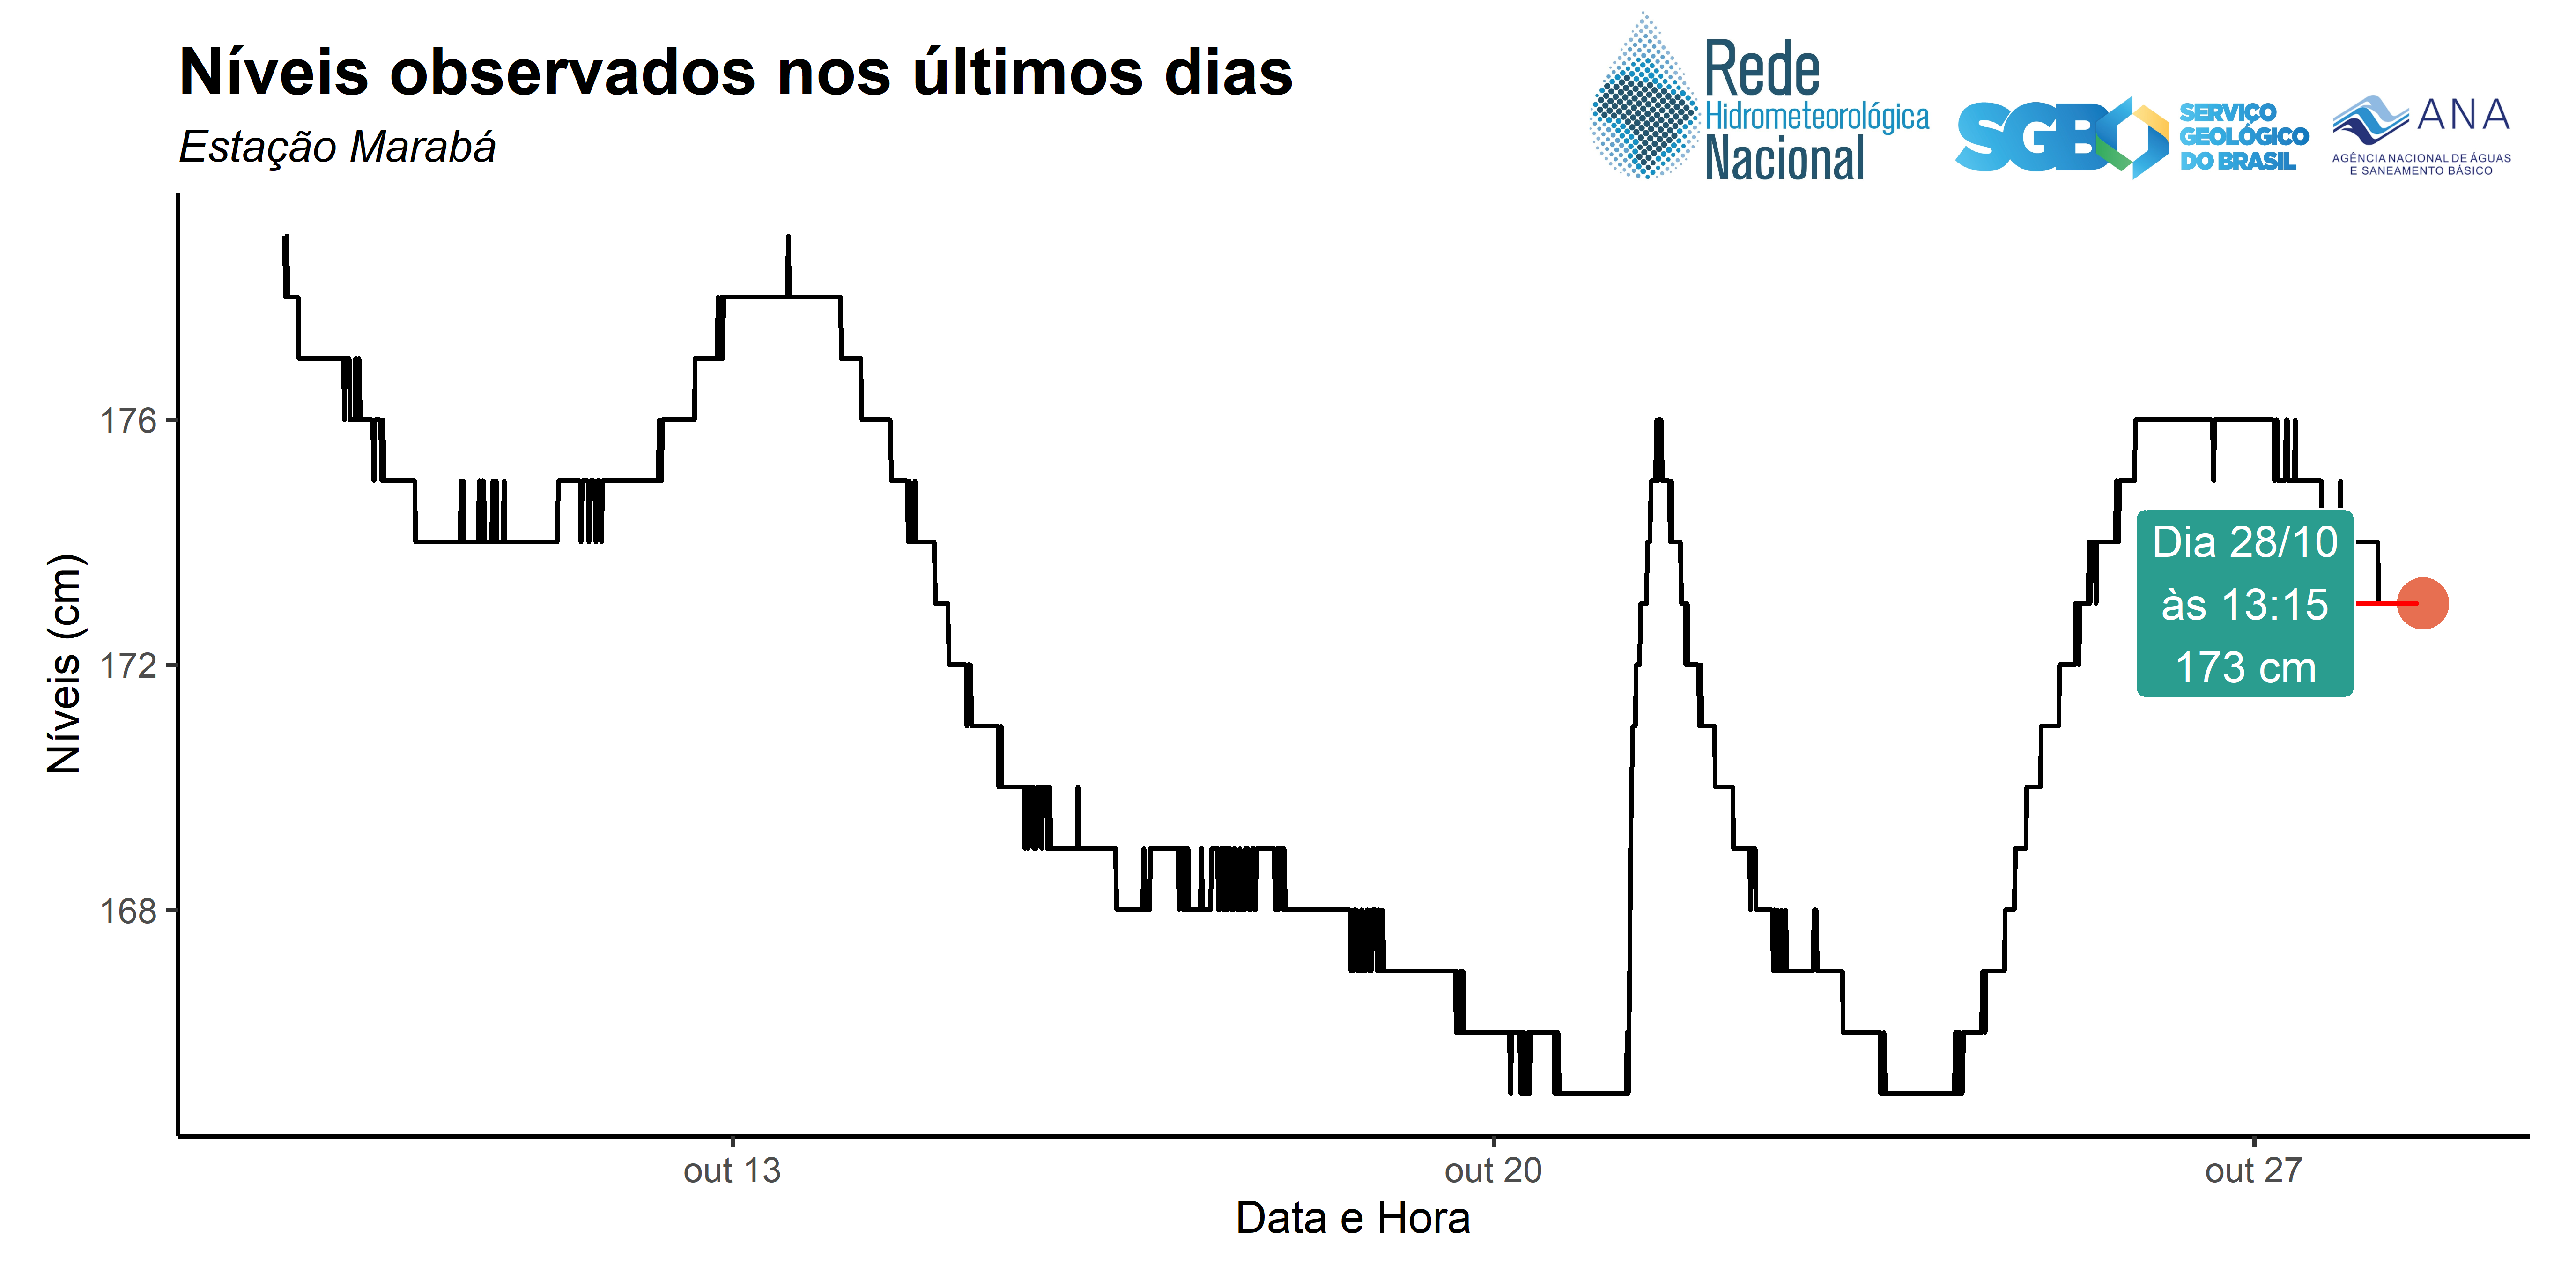 Níveis observados nos últimos dias
Estação Marabá
Rede
Hidrometeorológica
Nacional
SGB
SERVIÇO
GEOLÓGICO
DO BRASIL
ANA
AGÊNCIA NACIONAL DE ÁGUAS
E SANEAMENTO BÁSICO
Níveis (cm)
176
172
168
Dia 28/10
às 13:15
173 cm
out 13
out 20
out 27
Data e Hora